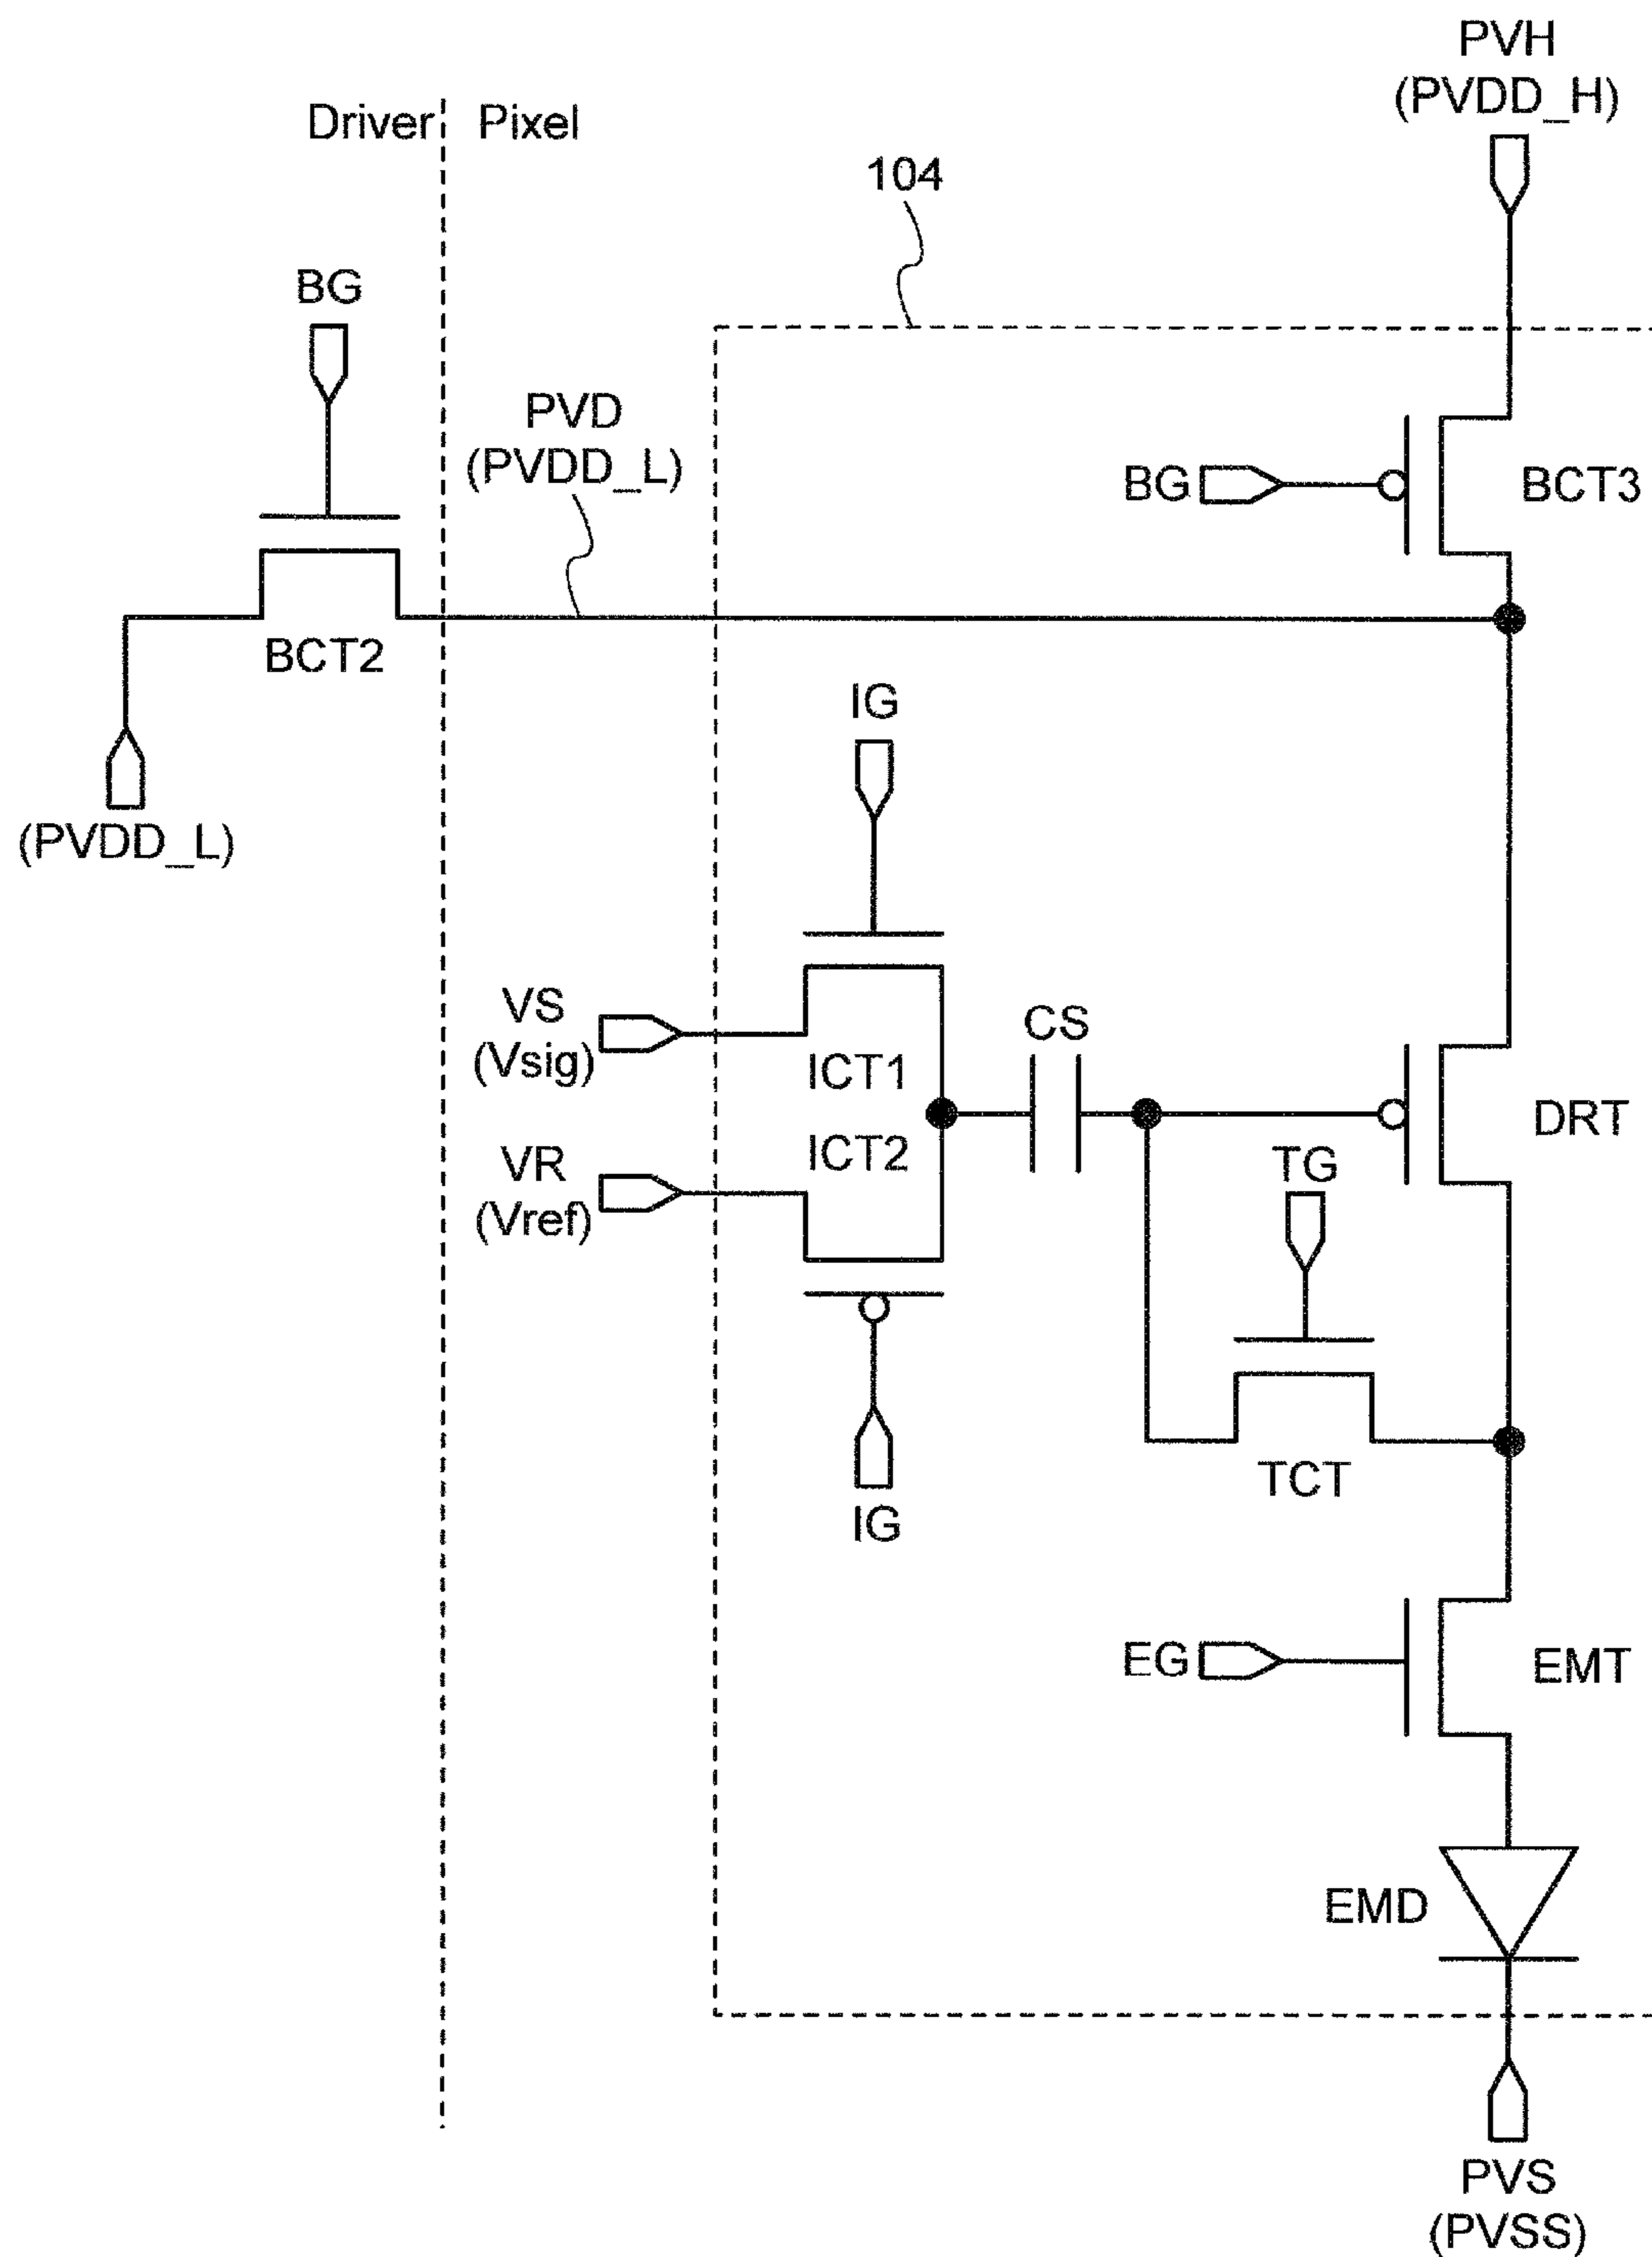 PVH
(PVDD_H)
Driver
Pixel
104
BG
PVD
(PVDD_L)
BG
BCT3
BCT2
IG
(PVDD_L)
VS
(Vsig)
ICT1
CS
ICT2
VR
(Vref)
DRT
TG
TCT
IG
EG
EMT
EMD
PVS
(PVSS)